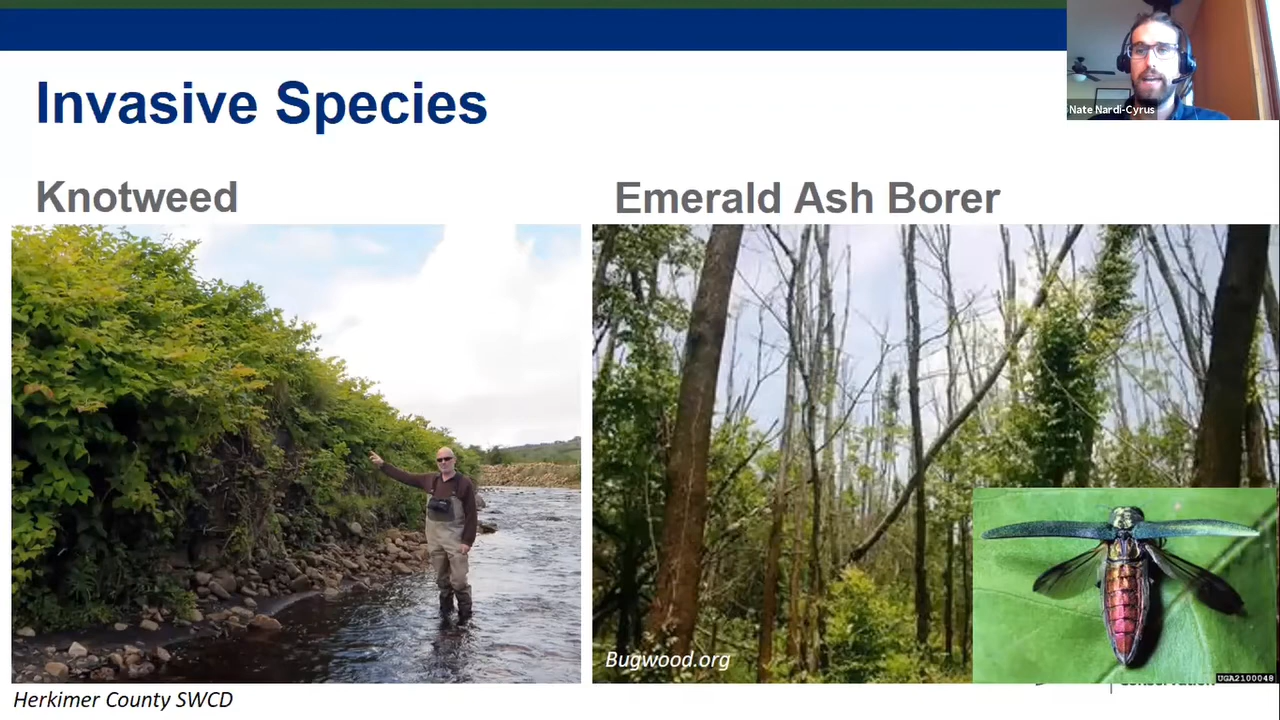 Nate Nardi-Cyrus
Invasive Species
Knotweed
Emerald Ash Borer
Bugwood.org
UGA2100048
Herkimer County SWCD